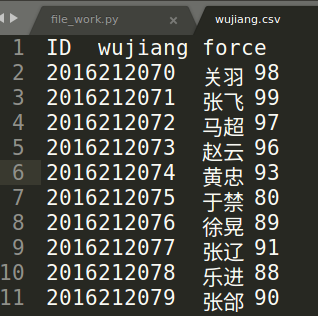 file_work.py × wujiang.csv
1 ID wujiang force
2 2016212070 关羽 98
3 2016212071 张飞 99
4 2016212072 马超 97
5 2016212073 赵云 96
6 2016212074 黄忠 93
7 2016212075 于禁 80
8 2016212076 徐晃 89
9 2016212077 张辽 91
10 2016212078 乐进 88
11 2016212079 张郃 90